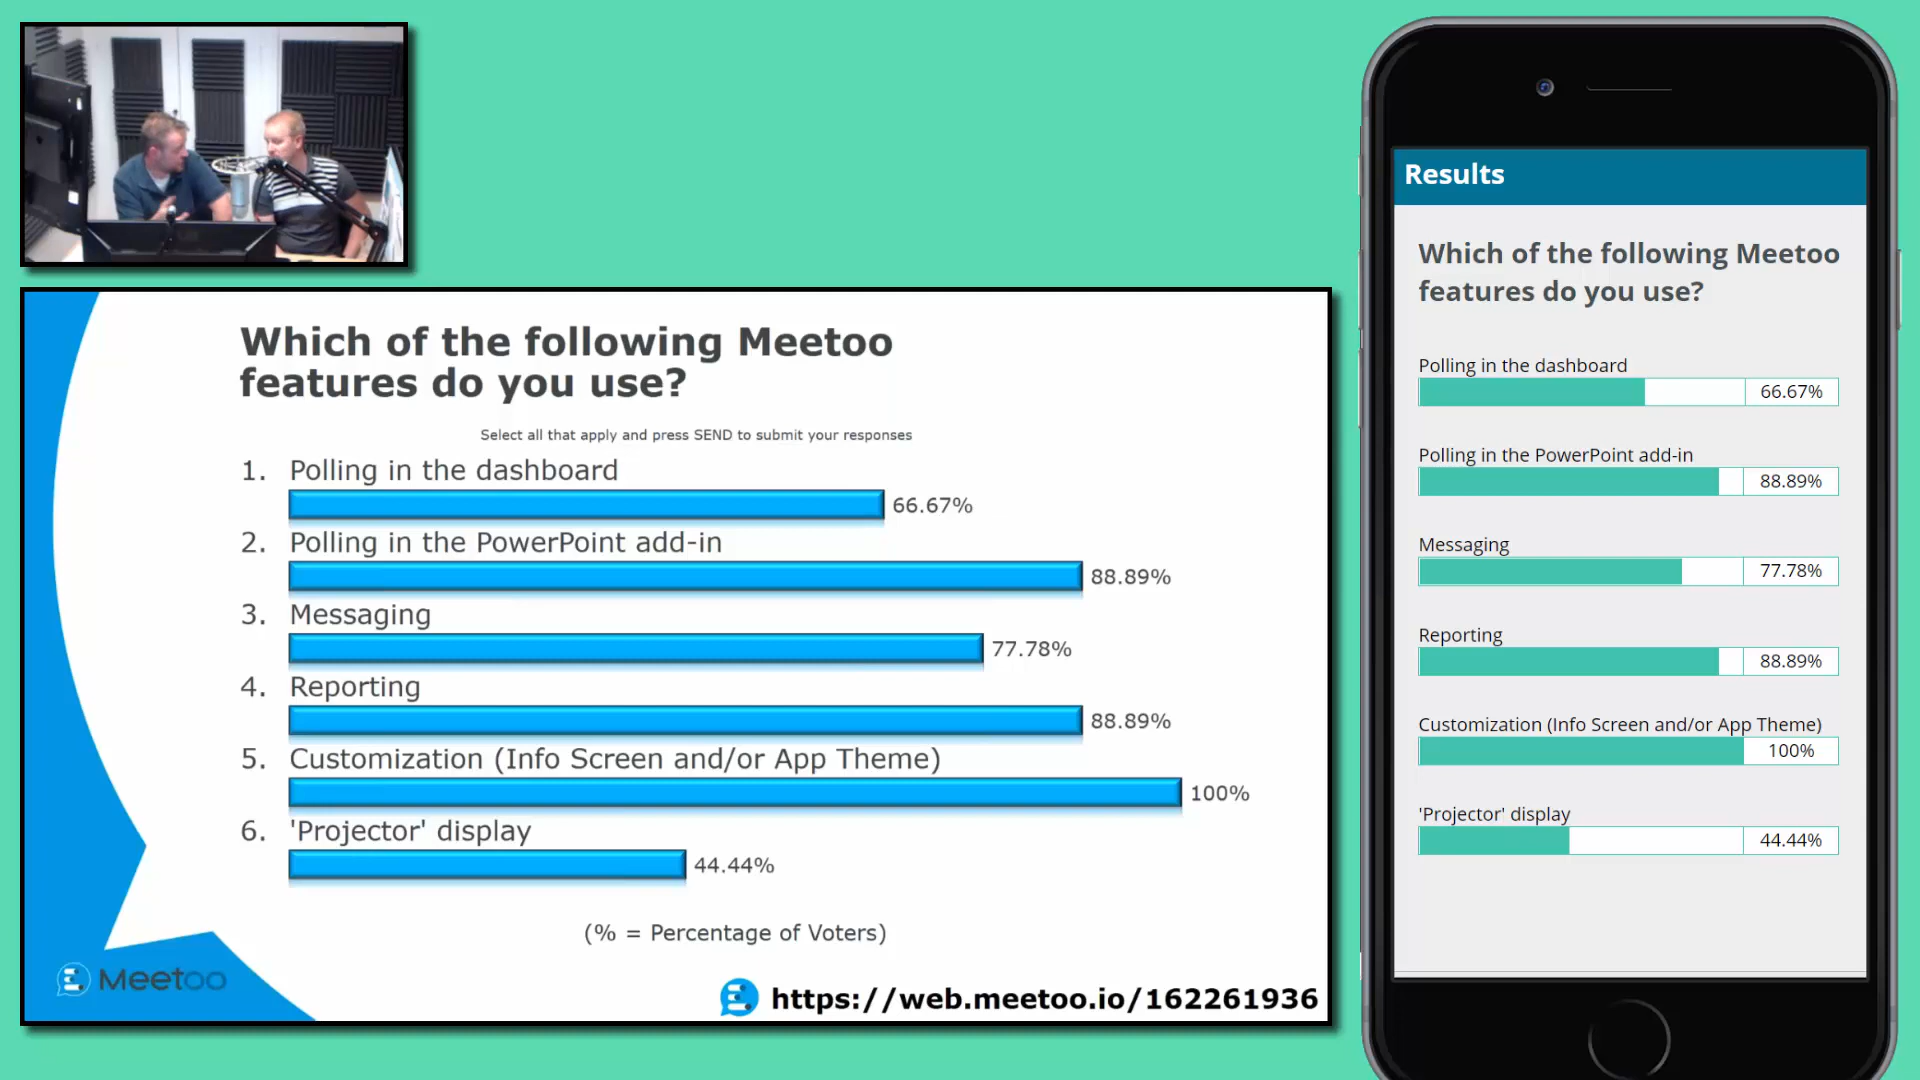 Which of the following Meetoo
features do you use?
Select all that apply and press SEND to submit your responses
1. Polling in the dashboard
66.67%
2. Polling in the PowerPoint add-in
88.89%
3. Messaging
77.78%
4. Reporting
88.89%
5. Customization (Info Screen and/or App Theme)
100%
6. 'Projector' display
44.44%
(% = Percentage of Voters)
Meetoo
https://web.meetoo.io/162261936
Results
Which of the following Meetoo
features do you use?
Polling in the dashboard
66.67%
Polling in the PowerPoint add-in
88.89%
Messaging
77.78%
Reporting
88.89%
Customization (Info Screen and/or App Theme)
100%
'Projector' display
44.44%